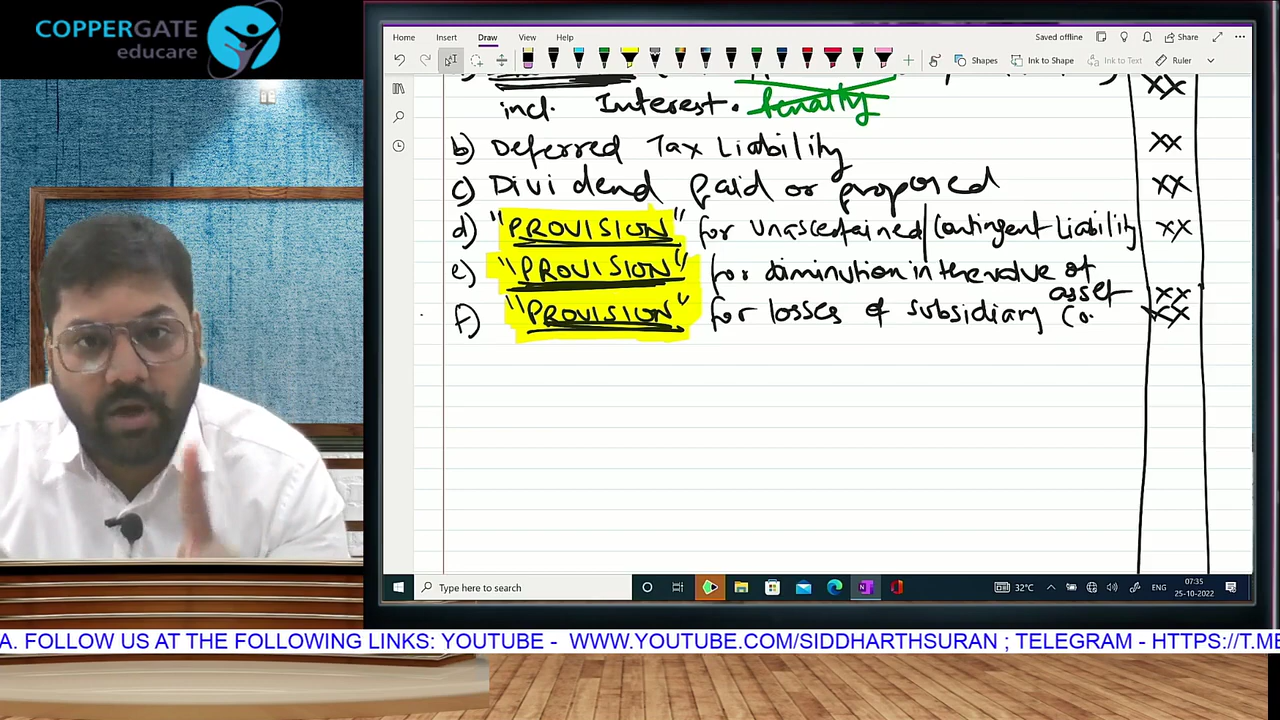 COPPERGATE
educare
Home Insert Draw View Help
Saved offline
Share
Shapes
Ink to Shape
Ink to Text
Ruler
incl. Interest. Penalty
xx
b) Deferred Tax Liability xx
c) Dividend paid or proposed xx
d) "PROVISION" for Unascertained/Contingent Liability xx
e) "PROVISION" for diminution in the value of
asset xx
f) "PROVISION" for losses of subsidiary Co. xx
Type here to search
32°C
ENG
07:35
25-10-2022
A. FOLLOW US AT THE FOLLOWING LINKS: YOUTUBE - WWW.YOUTUBE.COM/SIDDHARTHSURAN ; TELEGRAM - HTTPS://T.ME